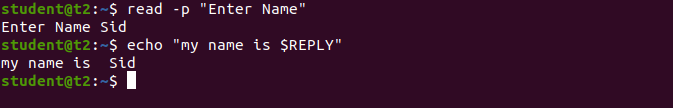 student@t2:~$ read -p "Enter Name"
Enter Name Sid
student@t2:~$ echo "my name is $REPLY"
my name is  Sid
student@t2:~$